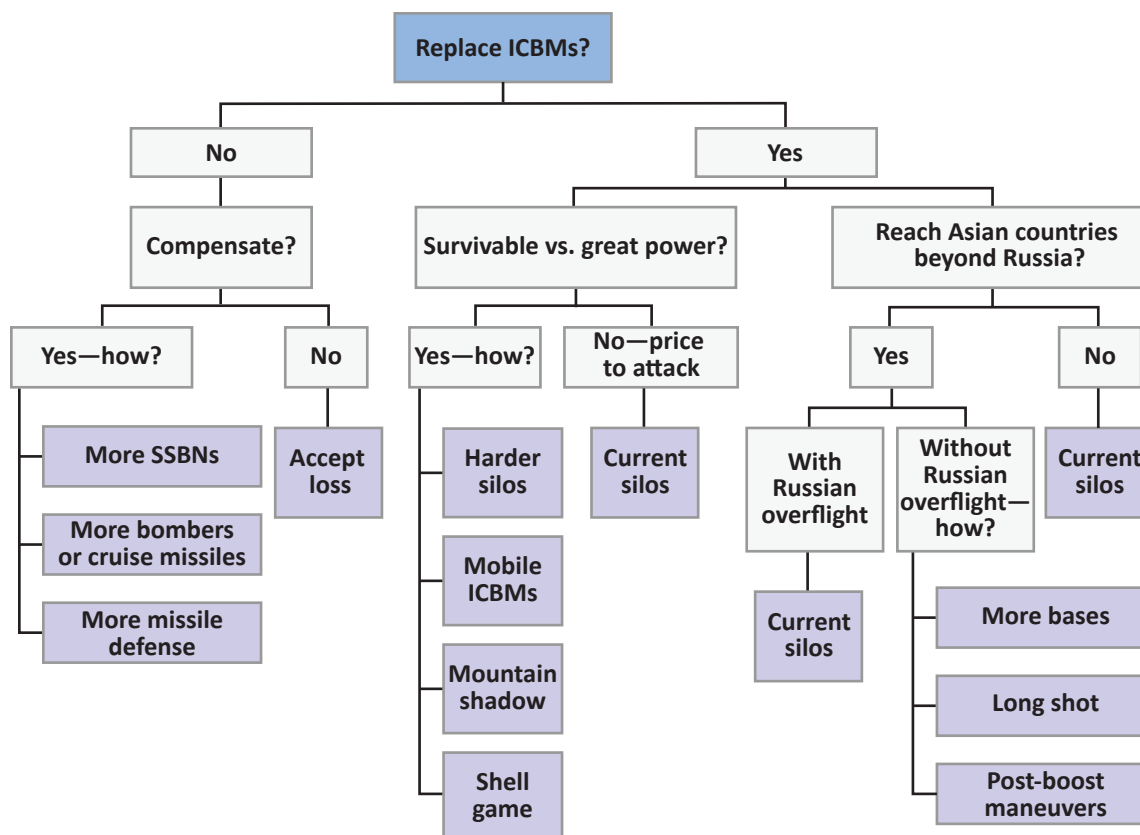 Replace ICBMs?
No
Yes
Compensate?
Survivable vs. great power?
Reach Asian countries
beyond Russia?
Yes—how?
No
Yes—how?
No—price
to attack
Yes
No
More SSBNs
Accept
loss
Harder
silos
Current
silos
With
Russian
overflight
Without
Russian
overflight—
how?
Current
silos
More bombers
or cruise missiles
Mobile
ICBMs
More missile
defense
Current
silos
More bases
Mountain
shadow
Long shot
Shell
game
Post-boost
maneuvers